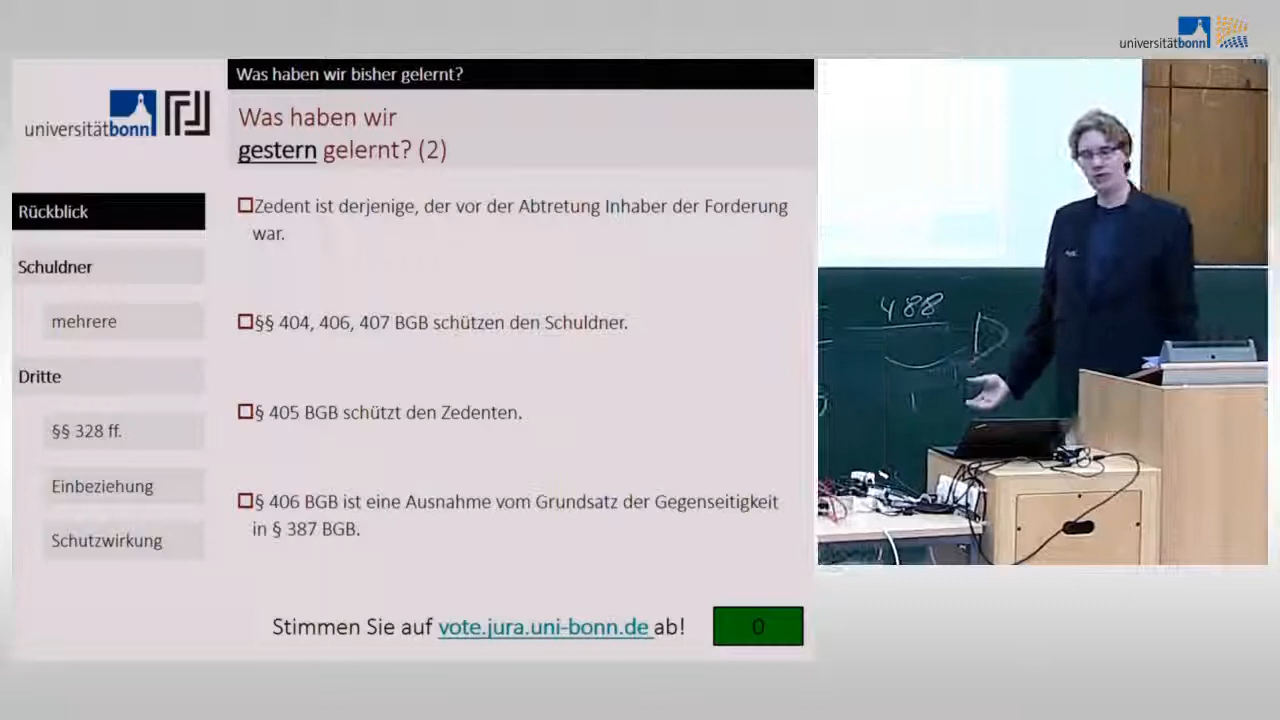 universitätbonn
Was haben wir bisher gelernt?
universitätbonn
Was haben wir
gestern gelernt? (2)
Rückblick
Schuldner
mehrere
Dritte
§§ 328 ff.
Einbeziehung
Schutzwirkung
Zedent ist derjenige, der vor der Abtretung Inhaber der Forderung
war.
§§ 404, 406, 407 BGB schützen den Schuldner.
§ 405 BGB schützt den Zedenten.
§ 406 BGB ist eine Ausnahme vom Grundsatz der Gegenseitigkeit
in § 387 BGB.
Stimmen Sie auf vote.jura.uni-bonn.de ab!
0
488